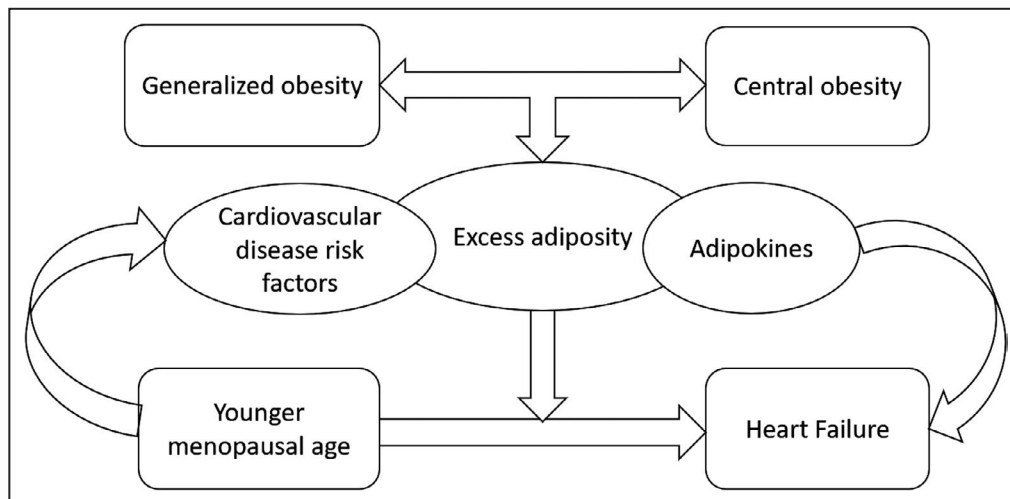 Generalized obesity
Central obesity
Cardiovascular
disease risk
factors
Excess adiposity
Adipokines
Younger
menopausal age
Heart Failure